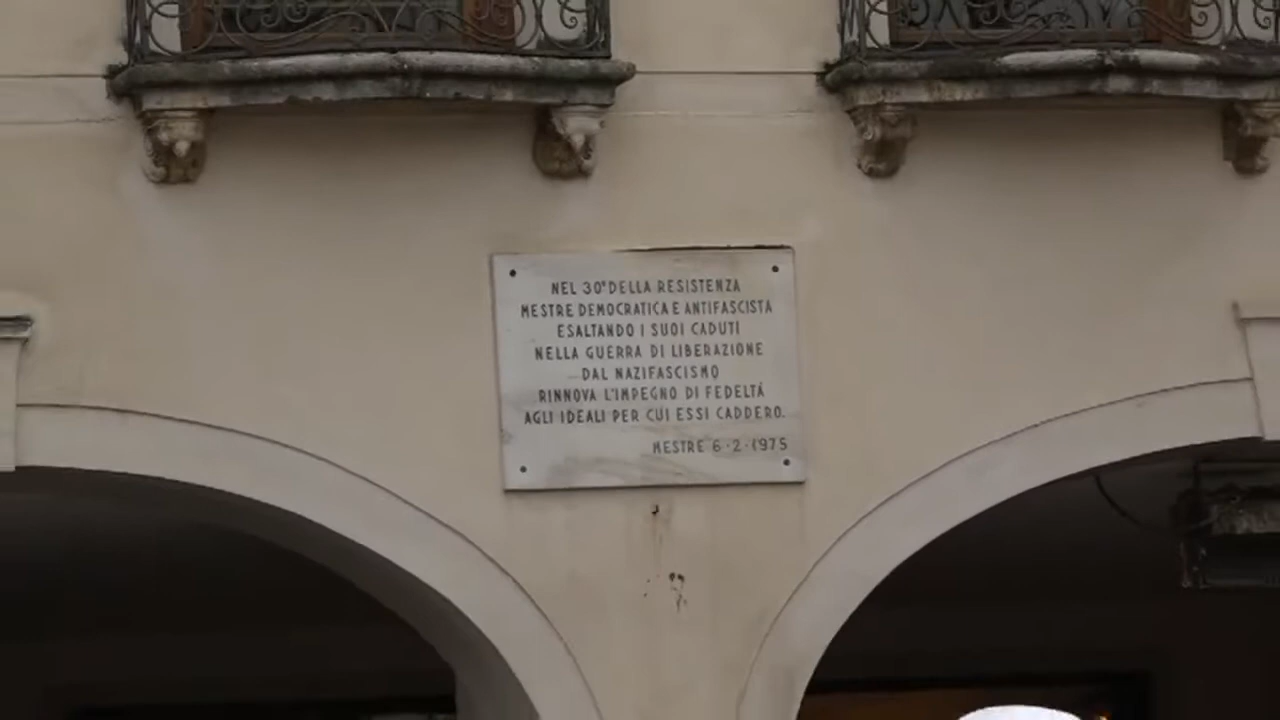 NEL 30° DELLA RESISTENZA
MESTRE DEMOCRATICA E ANTIFASCISTA
ESALTANDO I SUOI CADUTI
NELLA GUERRA DI LIBERAZIONE
DAL NAZIFASCISMO
RINNOVA L'IMPEGNO DI FEDELTÀ
AGLI IDEALI PER CUI ESSI CADDERO.
MESTRE 6·2·1975